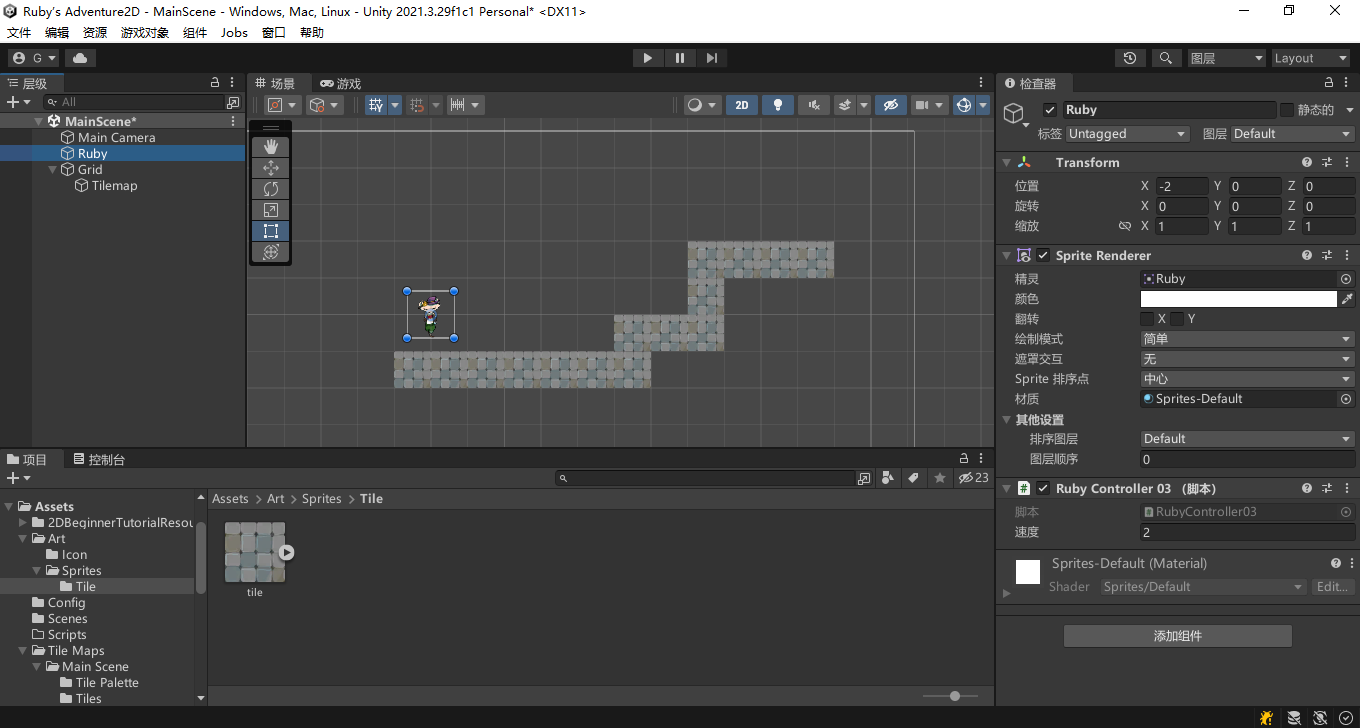 Ruby's Adventure2D - MainScene - Windows, Mac, Linux - Unity 2021.3.29f1c1 Personal* <DX11>
文件 编辑 资源 游戏对象 组件 Jobs 窗口 帮助
G 图层 Layout
层级
All
MainScene*
Main Camera
Ruby
Grid
Tilemap
场景 游戏
2D
检查器
Ruby 静态的
标签 Untagged 图层 Default
Transform
位置 X -2 Y 0 Z 0
旋转 X 0 Y 0 Z 0
缩放 X 1 Y 1 Z 1
Sprite Renderer
精灵 Ruby
颜色
翻转 X Y
绘制模式 简单
遮罩交互 无
Sprite 排序点 中心
材质 Sprites-Default
其他设置
排序图层 Default
图层顺序 0
# Ruby Controller 03 （脚本）
脚本 RubyController03
速度 2
Sprites-Default (Material)
Shader Sprites/Default Edit...
添加组件
项目 控制台
23
Assets
2DBeginnerTutorialResou
Art
Icon
Sprites
Tile
Config
Scenes
Scripts
Tile Maps
Main Scene
Tile Palette
Tiles
Assets > Art > Sprites > Tile
tile